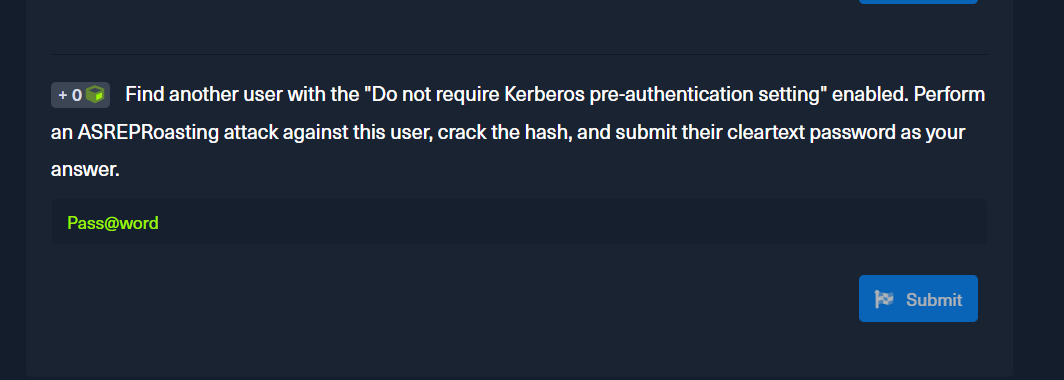 + 0 Find another user with the "Do not require Kerberos pre-authentication setting" enabled. Perform
an ASREPRoasting attack against this user, crack the hash, and submit their cleartext password as your
answer.
Pass@word
Submit